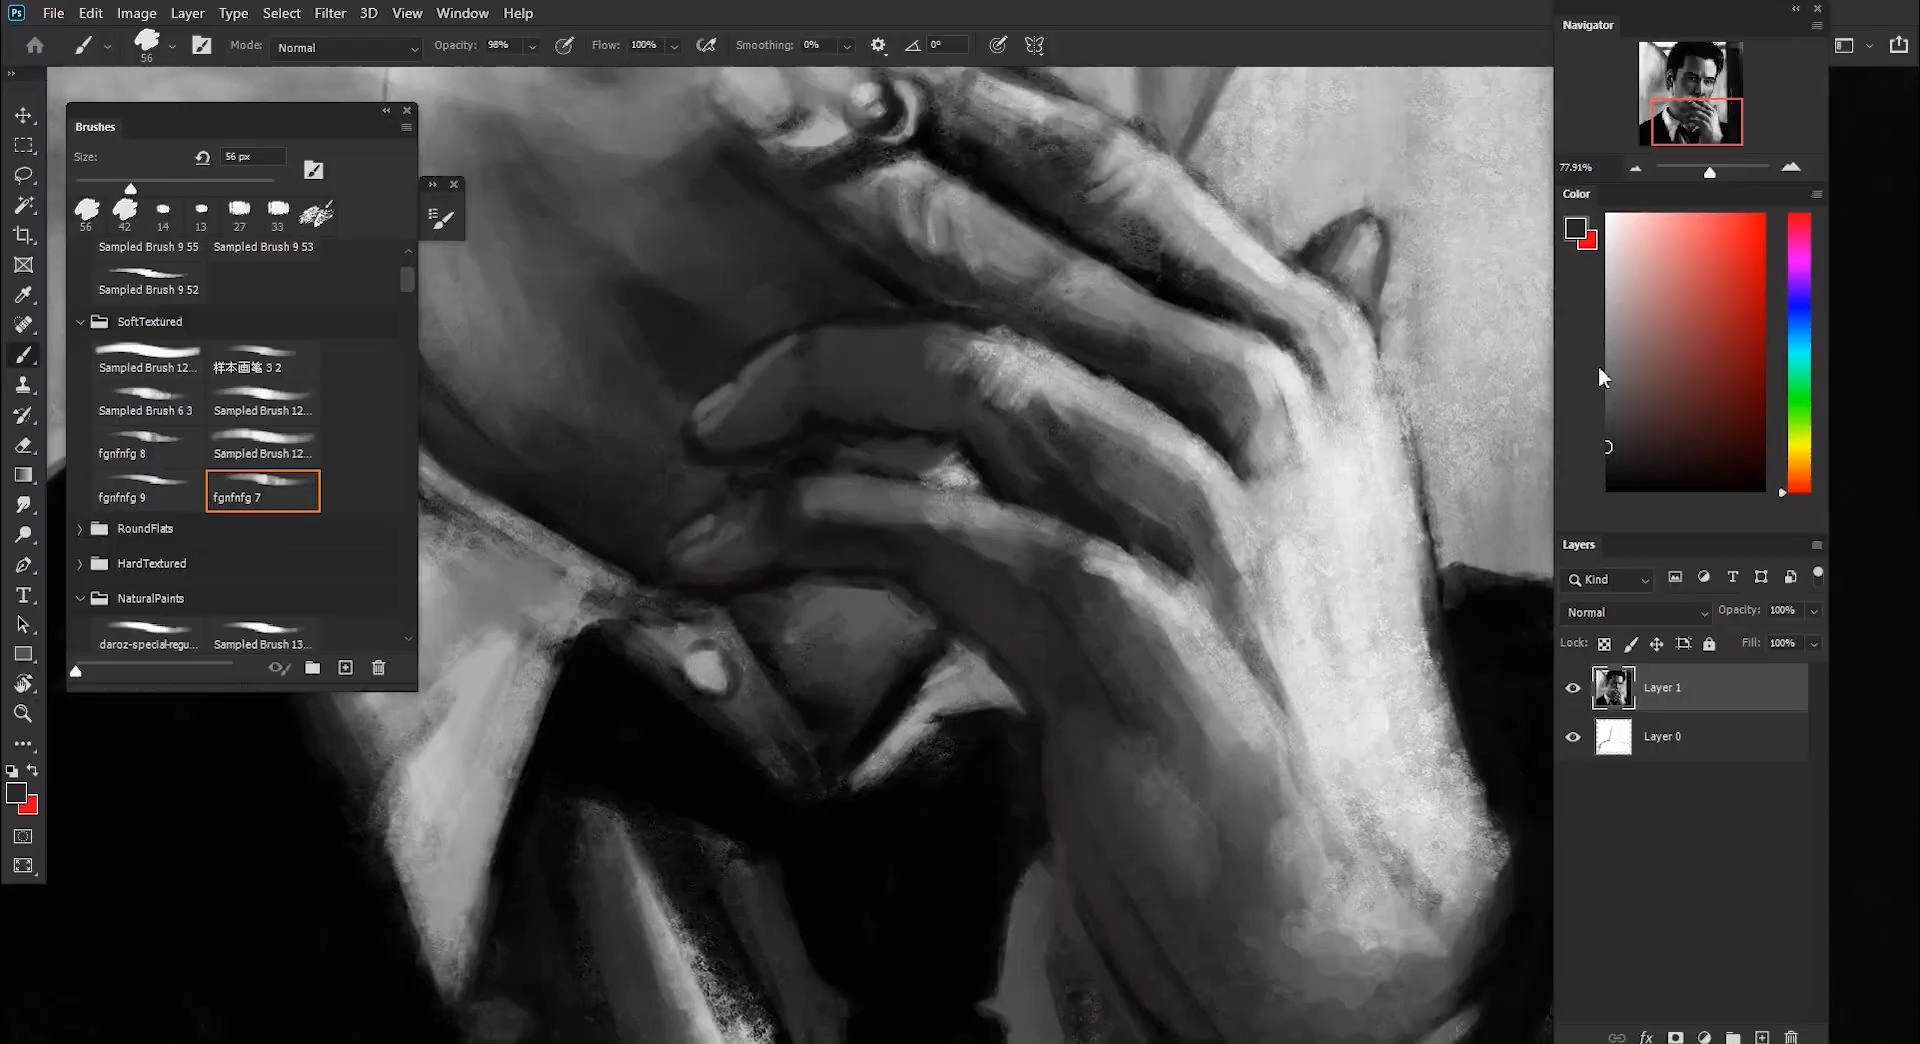 Ps File Edit Image Layer Type Select Filter 3D View Window Help
56 Mode: Normal Opacity: 98% Flow: 100% Smoothing: 0% 0°
Brushes
Size: 56 px
56 42 14 13 27 33
Sampled Brush 9 55 Sampled Brush 9 53
Sampled Brush 9 52
SoftTextured
Sampled Brush 12... 样本画笔 3 2
Sampled Brush 6 3 Sampled Brush 12...
fgnfnfg 8 Sampled Brush 12...
fgnfnfg 9 fgnfnfg 7
RoundFlats
HardTextured
NaturalPaints
daroz-special-regu... Sampled Brush 13...
Navigator
77.91%
Color
Layers
Kind
Normal Opacity: 100%
Lock: Fill: 100%
Layer 1
Layer 0
fx